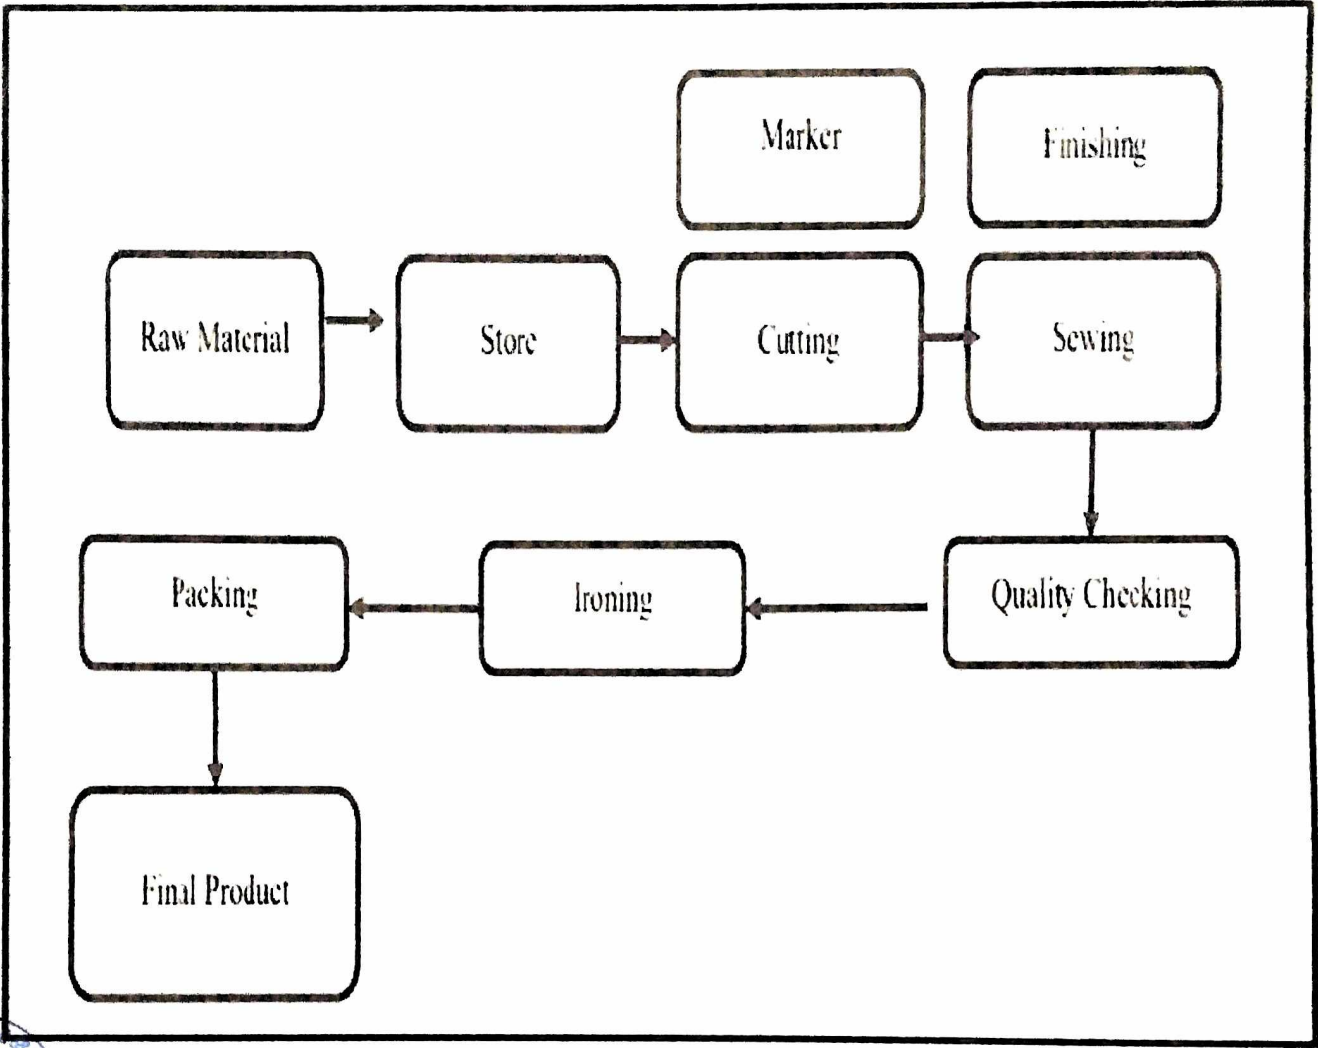 Marker
Finishing
Raw Material
Store
Cutting
Sewing
Packing
Ironing
Quality Checking
Final Product